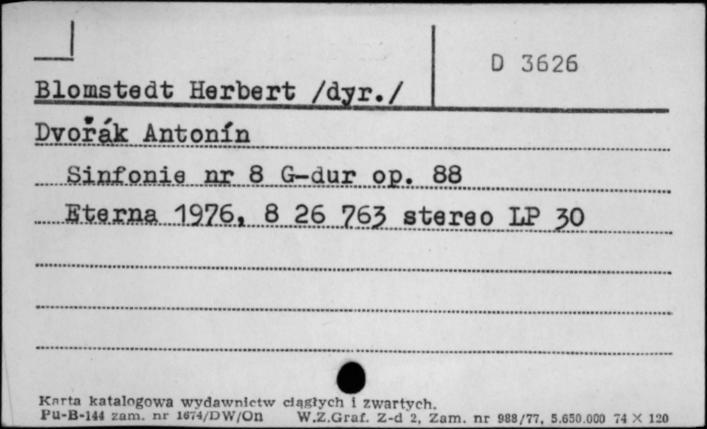 D 3626
Blomstedt Herbert /dyr./
Dvořák Antonín
Sinfonie nr 8 G-dur op. 88
Eterna 1976, 8 26 763 stereo LP 30
Karta katalogowa wydawnictw ciągłych i zwartych.
Pu-B-144 zam. nr 1674/DW/On W.Z.Graf. Z-d 2, Zam. nr 988/77, 5.650.000 74 X 120